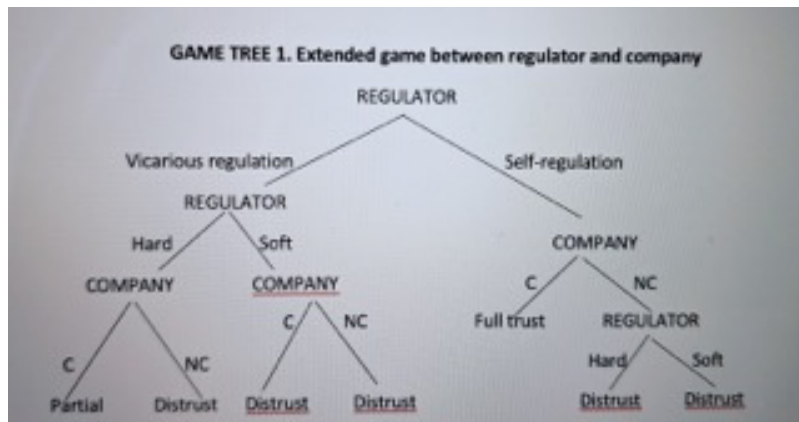 GAME TREE 1. Extended game between regulator and company
REGULATOR
Vicarious regulation
Self-regulation
REGULATOR
Hard
Soft
COMPANY
COMPANY
COMPANY
C
NC
C
NC
C
NC
Full trust
REGULATOR
Hard
Soft
Partial
Distrust
Distrust
Distrust
Distrust
Distrust